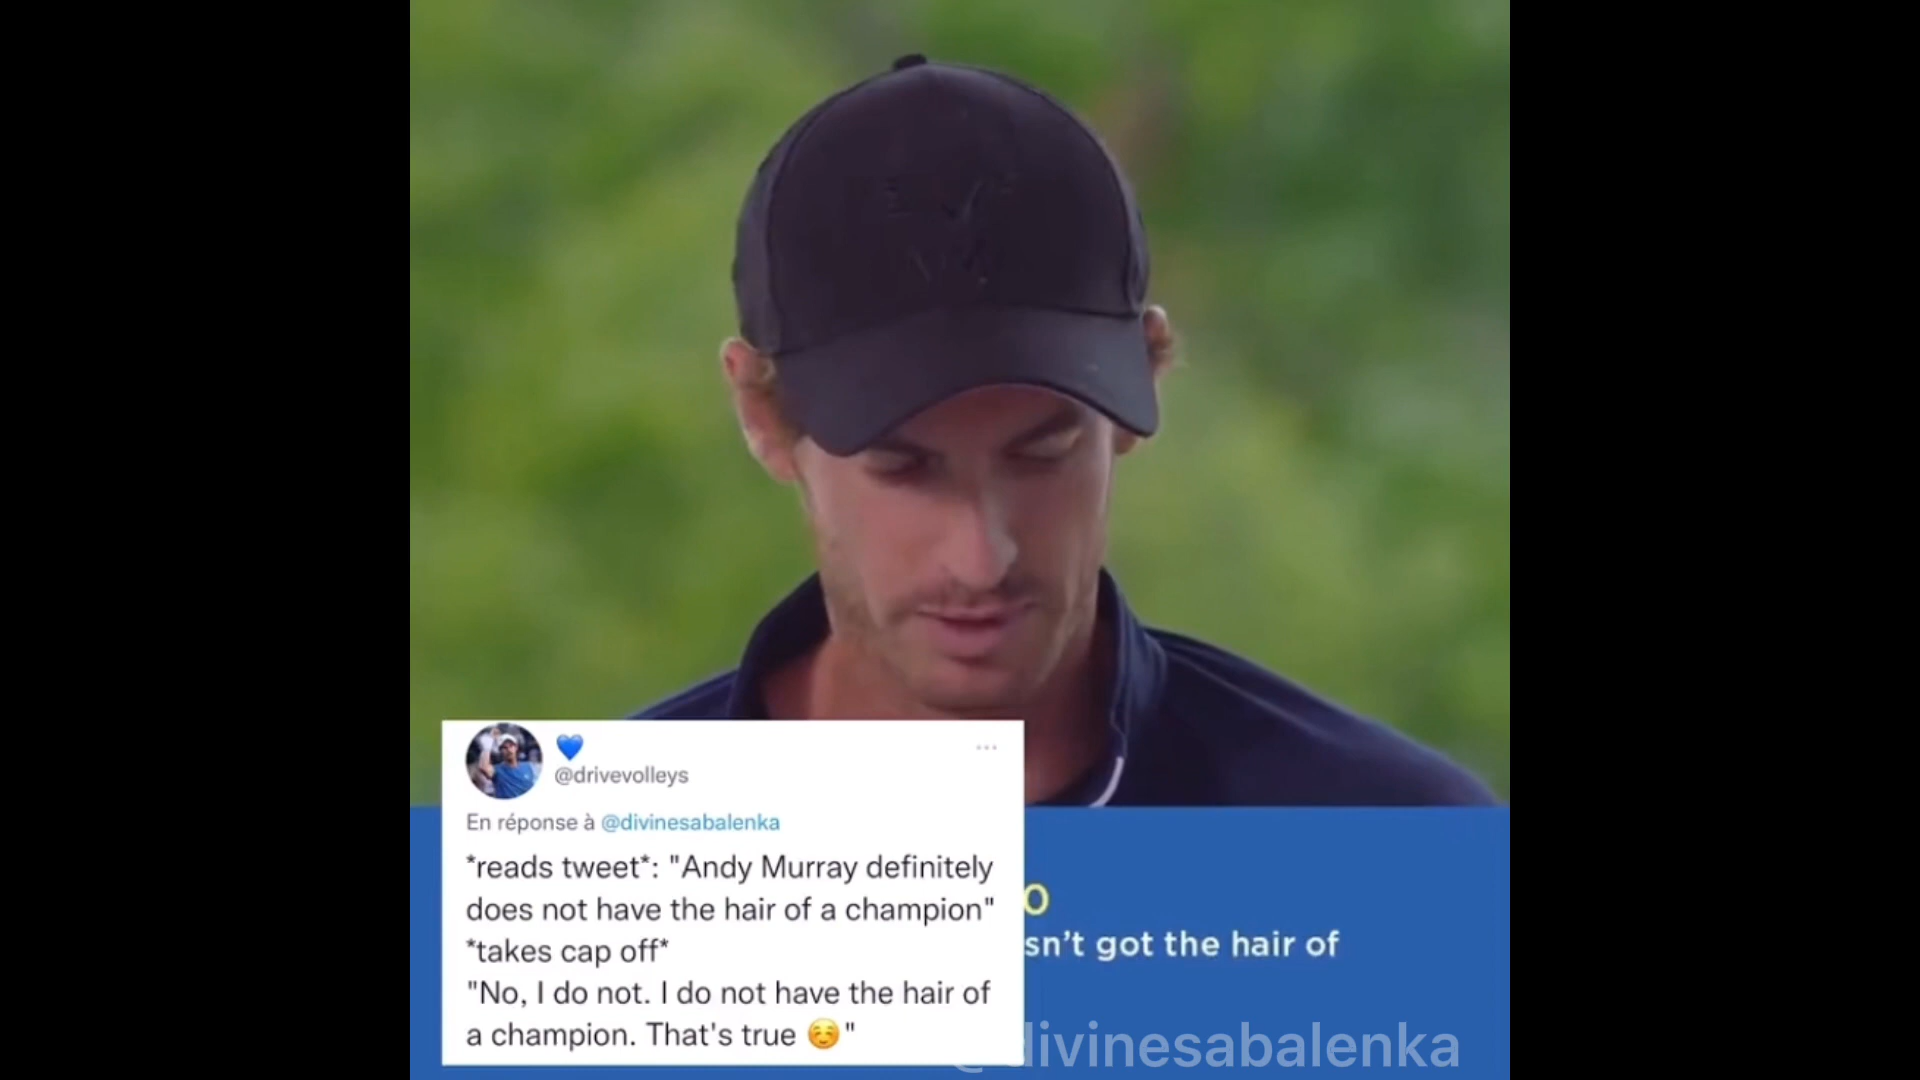 💙
@drivevolleys
En réponse à @divinesabalenka
*reads tweet*: "Andy Murray definitely
does not have the hair of a champion"
*takes cap off*
"No, I do not. I do not have the hair of
a champion. That's true ☺️"
O
sn't got the hair of
divinesabalenka